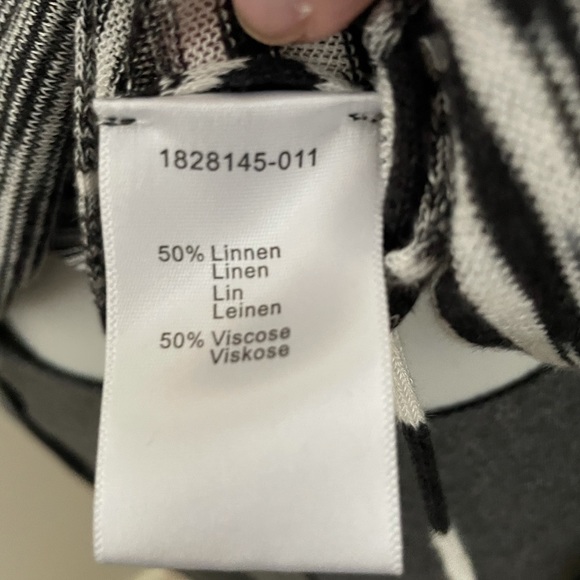 1828145-011
50% Linnen
Linen
Lin
Leinen
50% Viscose
Viskose